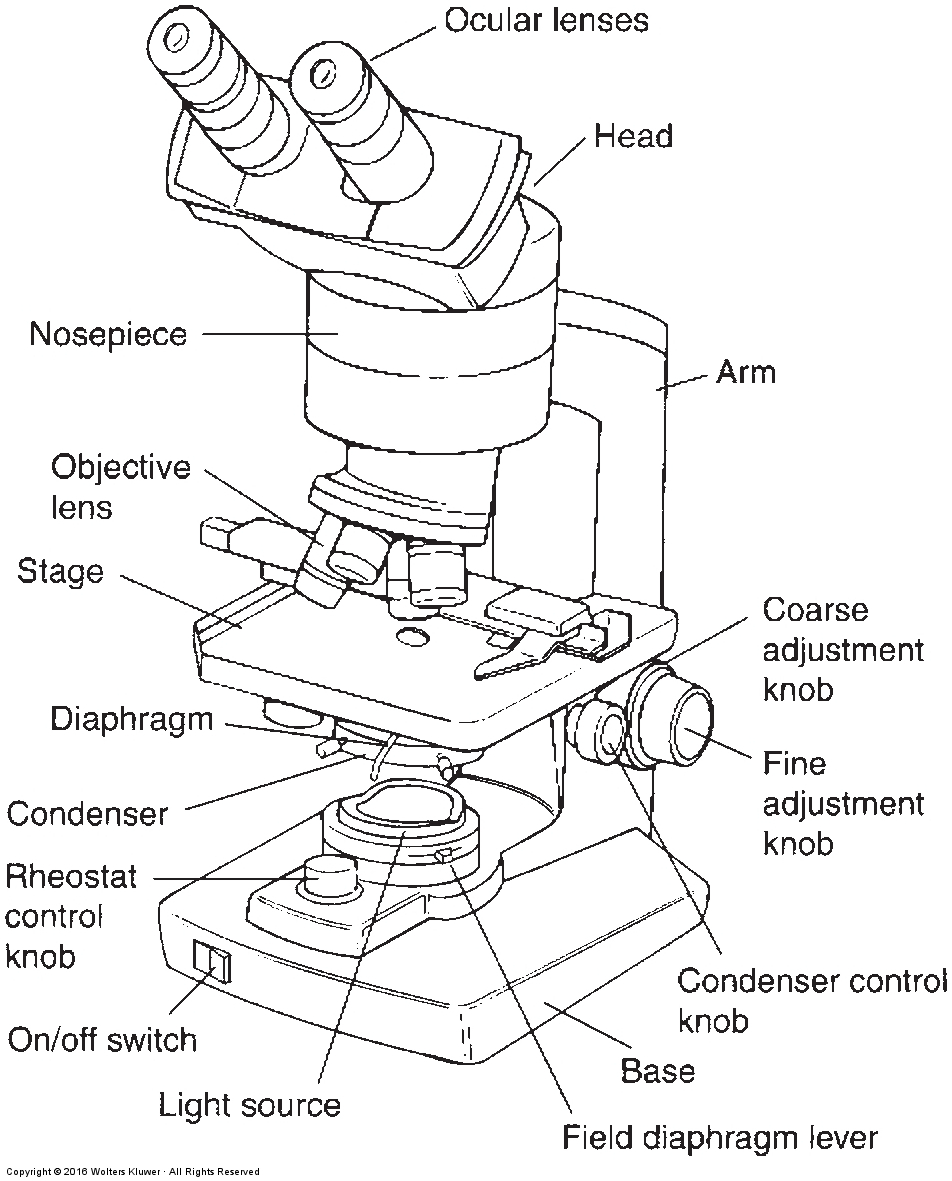 Ocular lenses
Head
Nosepiece
Arm
Objective
lens
Stage
Coarse
adjustment
knob
Diaphragm
Fine
adjustment
knob
Condenser
Rheostat
control
knob
Condenser control
knob
On/off switch
Base
Light source
Field diaphragm lever
Copyright © 2016 Wolters Kluwer · All Rights Reserved